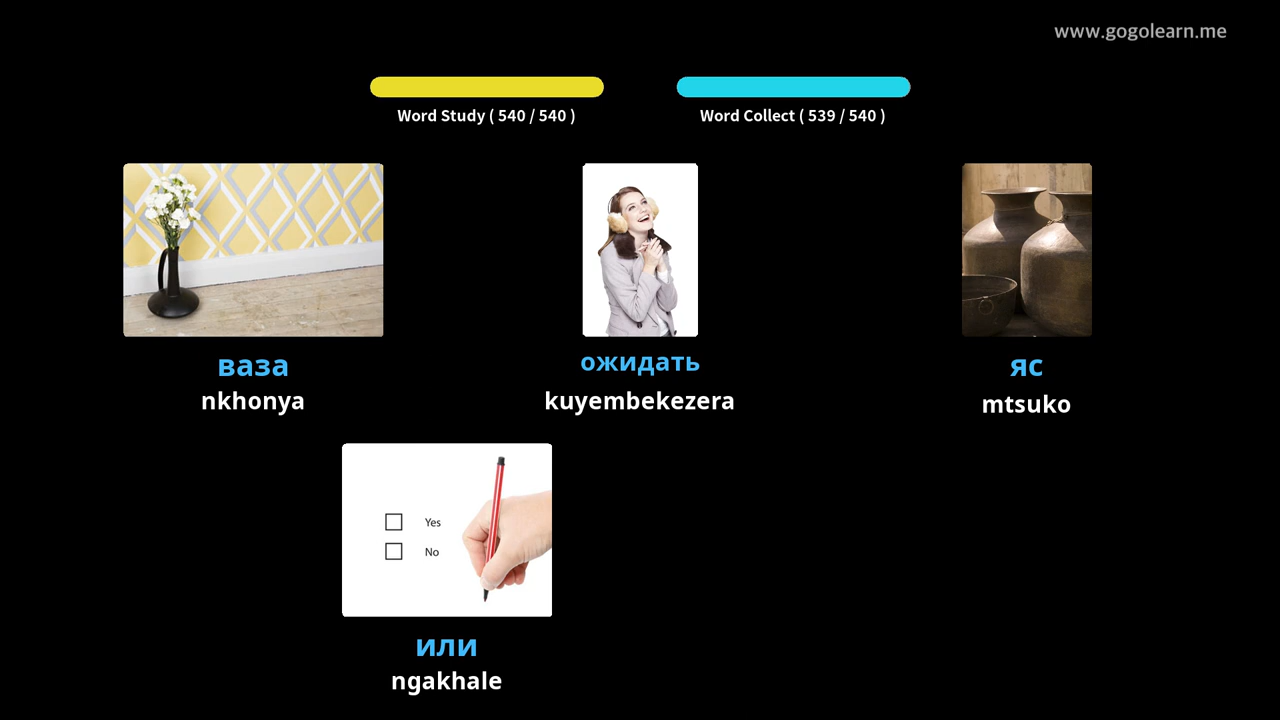 www.gogolearn.me
Word Study ( 540 / 540 )
Word Collect ( 539 / 540 )
ваза
nkhonya
ожидать
kuyembekezera
яс
mtsuko
Yes
No
или
ngakhale